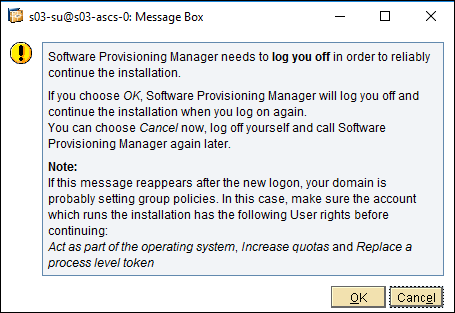 s03-su@s03-ascs-0: Message Box
Software Provisioning Manager needs to log you off in order to reliably
continue the installation.
If you choose OK, Software Provisioning Manager will log you off and
continue the installation when you log on again.
You can choose Cancel now, log off yourself and call Software
Provisioning Manager again later.
Note:
If this message reappears after the new logon, your domain is
probably setting group policies. In this case, make sure the account
which runs the installation has the following User rights before
continuing:
Act as part of the operating system, Increase quotas and Replace a
process level token
OK Cancel